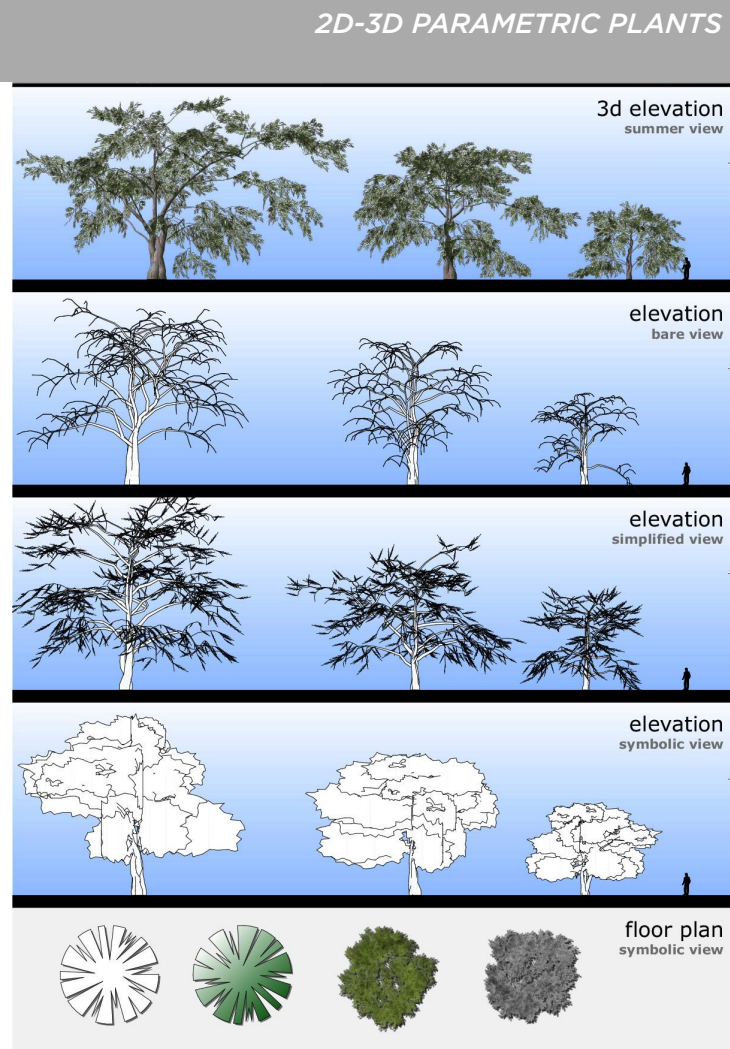 2D-3D PARAMETRIC PLANTS
3d elevation
summer view
elevation
bare view
elevation
simplified view
elevation
symbolic view
floor plan
symbolic view